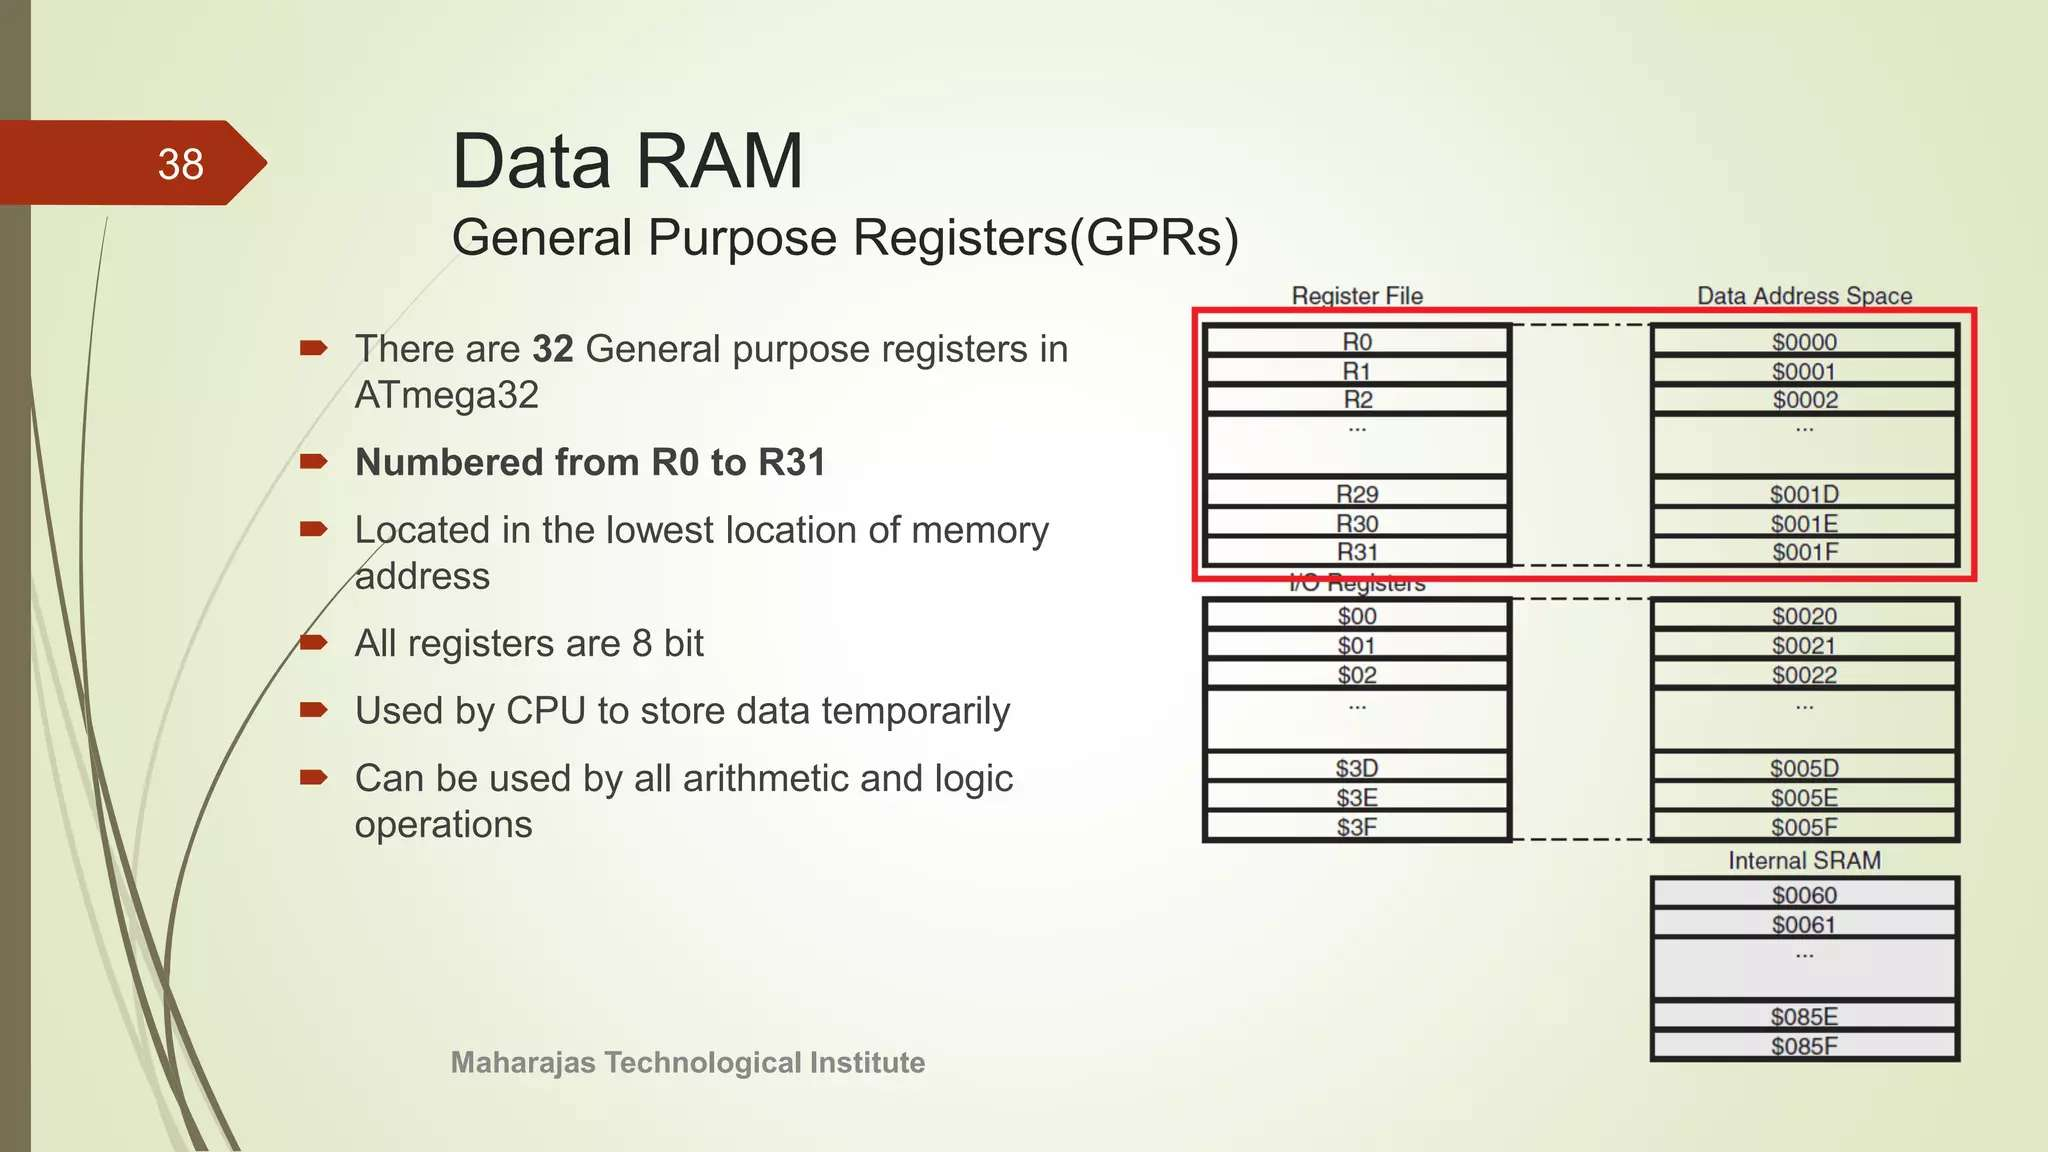 38
Data RAM
General Purpose Registers(GPRs)
There are 32 General purpose registers in
ATmega32
Numbered from R0 to R31
Located in the lowest location of memory
address
All registers are 8 bit
Used by CPU to store data temporarily
Can be used by all arithmetic and logic
operations
Register File Data Address Space
R0 $0000
R1 $0001
R2 $0002
... ...
R29 $001D
R30 $001E
R31 $001F
I/O Registers
$00 $0020
$01 $0021
$02 $0022
... ...
$3D $005D
$3E $005E
$3F $005F
Internal SRAM
$0060
$0061
...
$085E
$085F
Maharajas Technological Institute